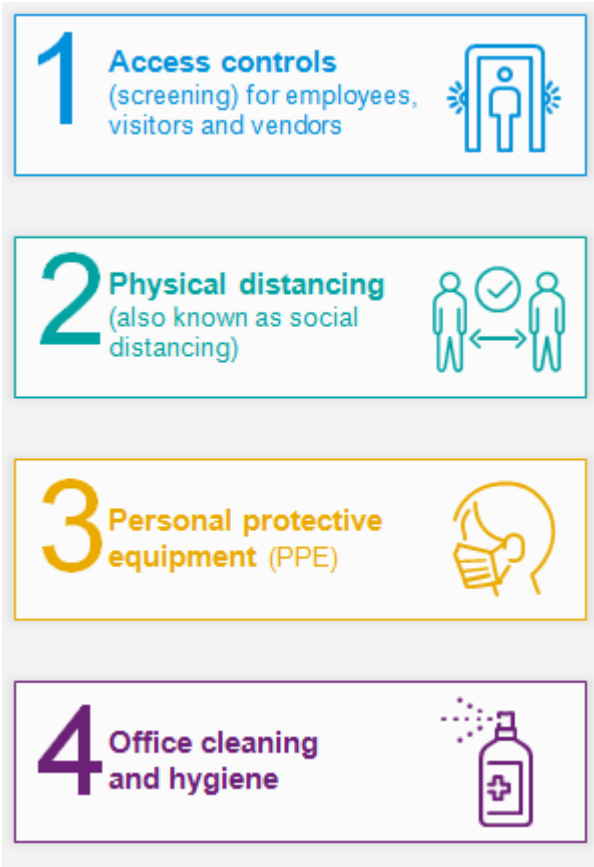 1
Access controls
(screening) for employees,
visitors and vendors
2
Physical distancing
(also known as social
distancing)
3
Personal protective
equipment (PPE)
4
Office cleaning
and hygiene